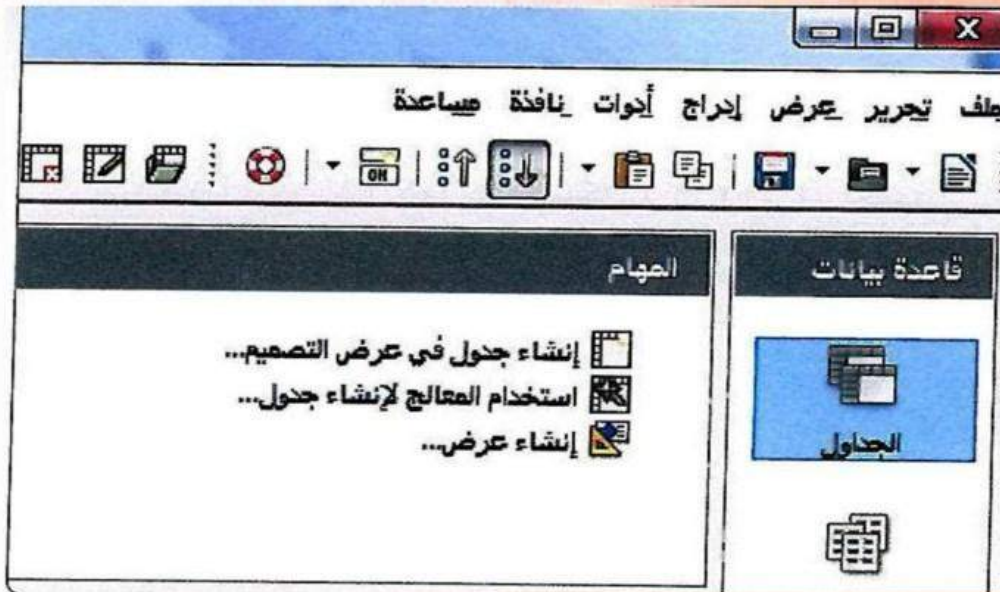 ملف تحرير عرض إدراج أدوات نافذة مساعدة
قاعدة بيانات
الجداول
المهام
إنشاء جدول في عرض التصميم...
استخدام المعالج لإنشاء جدول...
إنشاء عرض...